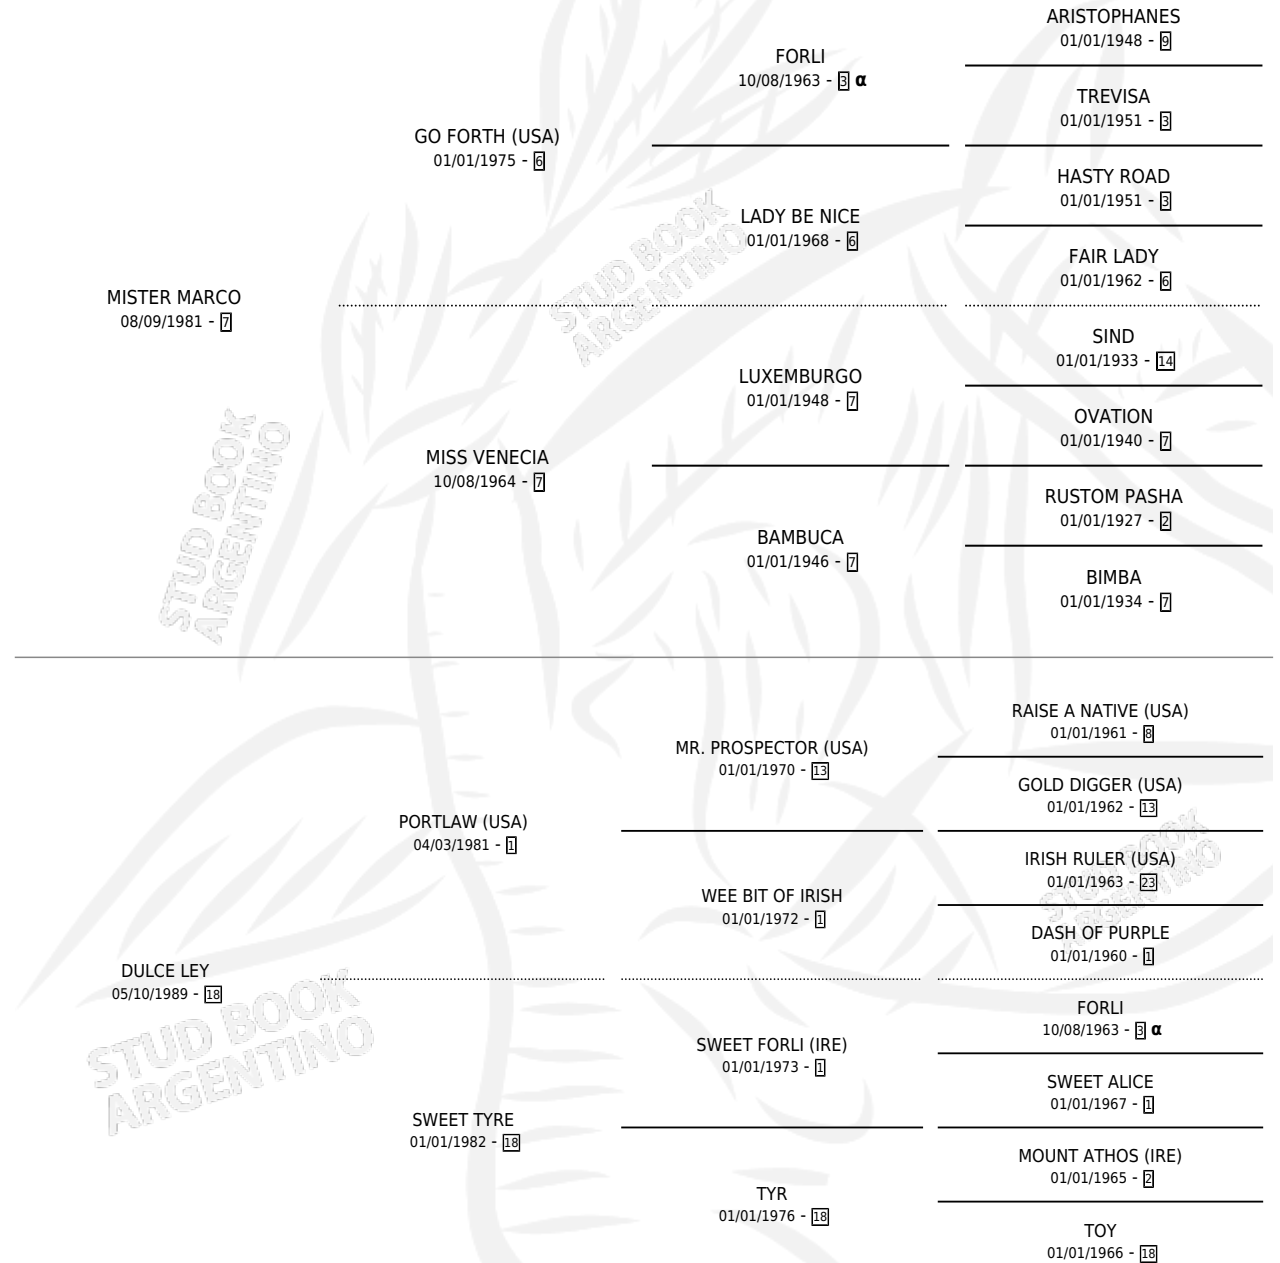 ARISTOPHANES
01/01/1948 - 9
FORLI
10/08/1963 - 3 α
TREVISA
01/01/1951 - 3
GO FORTH (USA)
01/01/1975 - 6
HASTY ROAD
01/01/1951 - 3
LADY BE NICE
01/01/1968 - 6
FAIR LADY
01/01/1962 - 6
STUD BOOK
ARGENTINO
MISTER MARCO
08/09/1981 - 7
SIND
01/01/1933 - 14
LUXEMBURGO
01/01/1948 - 7
OVATION
01/01/1940 - 7
MISS VENECIA
10/08/1964 - 7
RUSTOM PASHA
01/01/1927 - 2
BAMBUCA
01/01/1946 - 7
BIMBA
01/01/1934 - 7
STUD BOOK
ARGENTINO
RAISE A NATIVE (USA)
01/01/1961 - 8
MR. PROSPECTOR (USA)
01/01/1970 - 13
GOLD DIGGER (USA)
01/01/1962 - 13
PORTLAW (USA)
04/03/1981 - 1
IRISH RULER (USA)
01/01/1963 - 23
STUD BOOK
ARGENTINO
WEE BIT OF IRISH
01/01/1972 - 1
DASH OF PURPLE
01/01/1960 - 1
DULCE LEY
05/10/1989 - 18
STUD BOOK
ARGENTINO
FORLI
10/08/1963 - 3 α
SWEET FORLI (IRE)
01/01/1973 - 1
SWEET ALICE
01/01/1967 - 1
SWEET TYRE
01/01/1982 - 18
MOUNT ATHOS (IRE)
01/01/1965 - 2
TYR
01/01/1976 - 18
TOY
01/01/1966 - 18